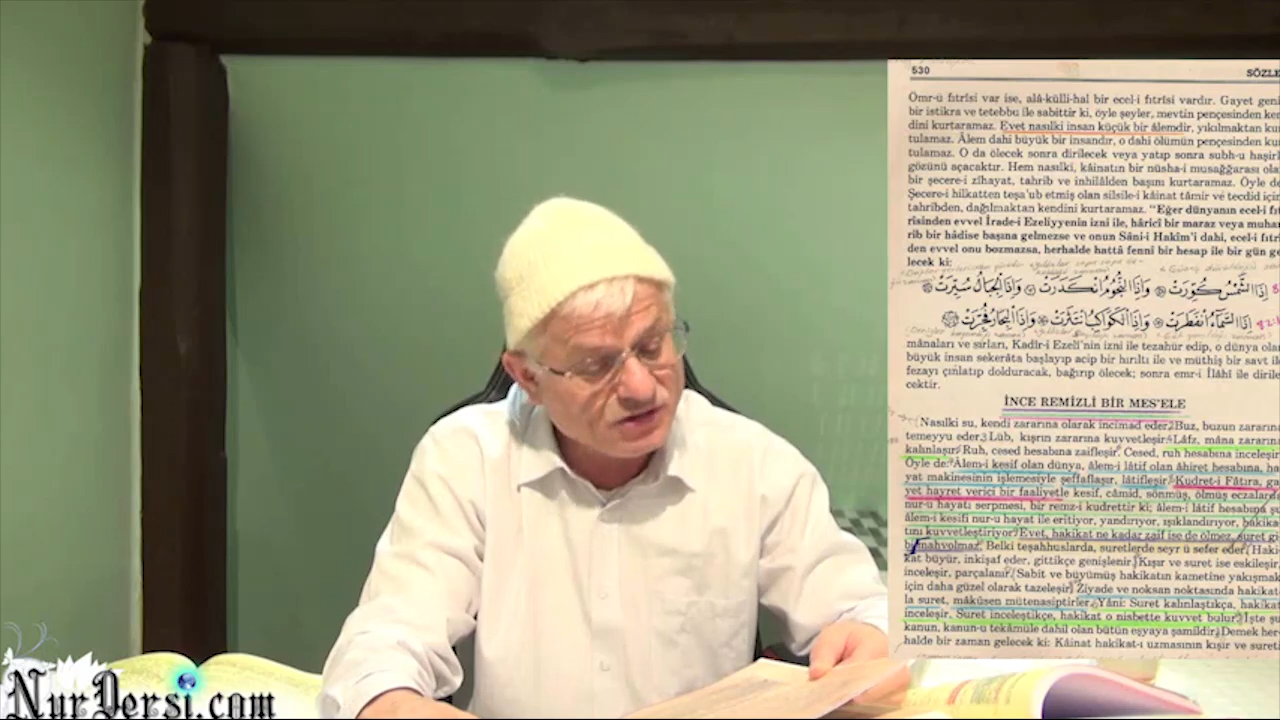 530 SÖZLE
Ömr-ü fıtrîsi var ise, alâ-külli-hal bir ecel-i fıtrîsi vardır. Gayet geni
bir istikra ve tetebbu ile sabittir ki, öyle şeyler, mevtin pençesinden ken
dini kurtaramaz. Evet nasılki insan küçük bir âlemdir, yıkılmaktan kur
tulamaz. Âlem dahi büyük bir insandır, o dahi ölümün pençesinden kur
tulamaz. O da ölecek sonra dirilecek veya yatıp sonra subh-u haşirl
gözünü açacaktır. Hem nasılki, kâinatın bir nüsha-i musağğarası ola
bir şecere-i zîhayat, tahrib ve inhilâlden başını kurtaramaz. Öyle de
Şecere-i hilkatten teşa'ub etmiş olan silsile-i kâinat tâmir ve tecdid için
tahribden, dağılmaktan kendini kurtaramaz. "Eğer dünyanın ecel-i fıt
rîsinden evvel İrade-i Ezeliyyenin izni ile, hâricî bir maraz veya muhar
rib bir hâdise başına gelmezse ve onun Sâni-i Hakîm'i dahi, ecel-i fıtrî
den evvel onu bozmazsa, herhalde hattâ fennî bir hesap ile bir gün ge
lecek ki:
اِذَا الشَّمْسُ كُوِّرَتْ ۞ وَاِذَا النُّجُومُ انْكَدَرَتْ ۞ وَاِذَا الْجِبَالُ سُيِّرَتْ ۞
اِذَا السَّمَٓاءُ انْفَطَرَتْ ۞ وَاِذَا الْكَوَاكِبُ انْتَثَرَتْ ۞ وَاِذَا الْبِحَارُ فُجِّرَتْ ۞
mânaları ve sırları, Kadîr-i Ezelî'nin izni ile tezahür edip, o dünya olan
büyük insan sekerâta başlayıp acip bir hırıltı ile ve müthiş bir savt ile
fezayı çınlatıp dolduracak, bağırıp ölecek; sonra emr-i İlâhî ile dirile
cektir.
İNCE REMİZLİ BİR MES'ELE
Nasılki su, kendi zararına olarak incimad eder. Buz, buzun zararına
temeyyu eder. Lüb, kışrın zararına kuvvetleşir. Lâfz, mâna zararına
kalınlaşır. Ruh, cesed hesabına zaifleşir. Cesed, ruh hesabına inceleşir
Öyle de: Âlem-i kesif olan dünya, âlem-i lâtif olan âhiret hesabına, ha
yat makinesinin işlemesiyle şeffaflaşır, lâtifleşir. Kudret-i Fâtıra, ga
yet hayret verici bir faaliyetle kesif, câmid, sönmüş, ölmüş eczalarda
nur-u hayatı serpmesi, bir remz-i kudrettir ki; âlem-i lâtif hesabına şu
âlem-i kesîfi nur-u hayat ile eritiyor, yandırıyor, ışıklandırıyor, hakika
tını kuvvetleştiriyor. Evet, hakikat ne kadar zaif ise de ölmez, suret gi
bi mahvolmaz. Belki teşahhuslarda, suretlerde seyr ü sefer eder. Haki
kat büyür, inkişaf eder, gittikçe genişlenir. Kışır ve suret ise eskileşir,
inceleşir, parçalanır. Sabit ve büyümüş hakikatın kametine yakışmak
için daha güzel olarak tazeleşir. Ziyade ve noksan noktasında hakikat
la suret, mâkûsen mütenasiptirler. Yâni: Suret kalınlaştıkça, hakikat
inceleşir. Suret inceleştikçe, hakikat o nisbette kuvvet bulur. İşte şu
kanun, kanun-u tekâmüle dahil olan bütün eşyaya şamildir. Demek her
halde bir zaman gelecek ki: Kâinat hakikat-ı uzmasının kışır ve sureti
NurDersi.com